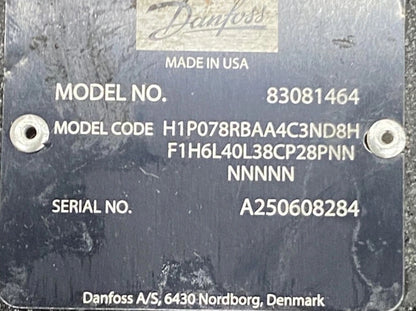 Danfoss
MADE IN USA
MODEL NO. 83081464
MODEL CODE H1P078RBAA4C3ND8H
F1H6L40L38CP28PNN
NNNNN
SERIAL NO. A250608284
Danfoss A/S, 6430 Nordborg, Denmark